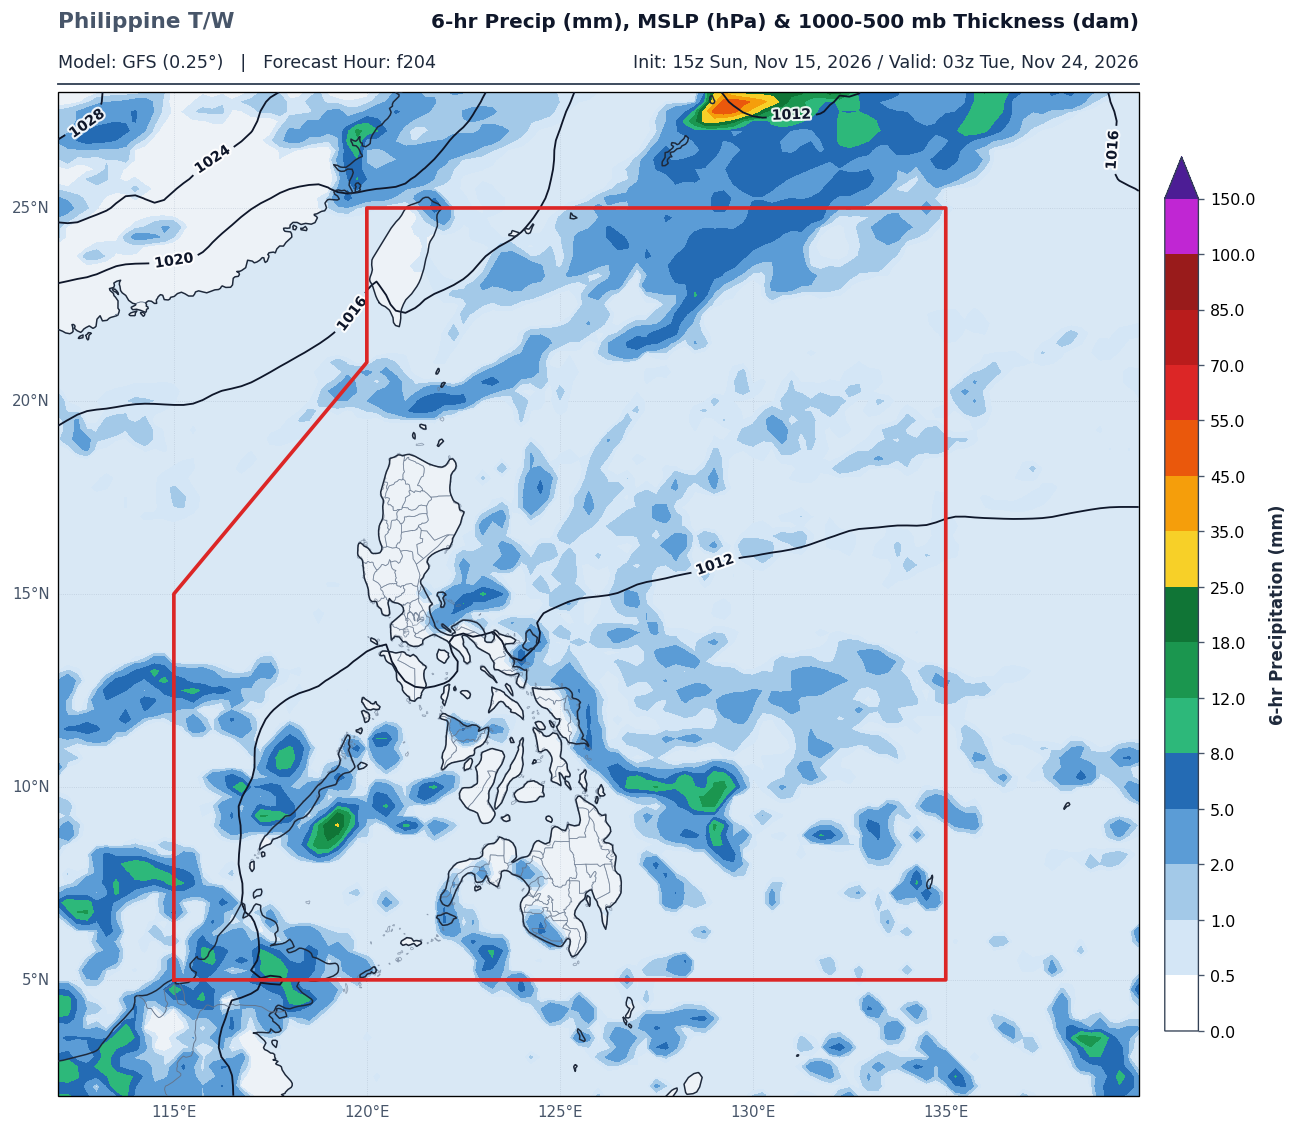 Philippine T/W
6-hr Precip (mm), MSLP (hPa) & 1000-500 mb Thickness (dam)
Model: GFS (0.25°)   |   Forecast Hour: f204
Init: 15z Sun, Nov 15, 2026 / Valid: 03z Tue, Nov 24, 2026
1028
1024
1020
1016
1012
1016
1012
25°N
20°N
15°N
10°N
5°N
115°E
120°E
125°E
130°E
135°E
150.0
100.0
85.0
70.0
55.0
45.0
35.0
25.0
18.0
12.0
8.0
5.0
2.0
1.0
0.5
0.0
6-hr Precipitation (mm)